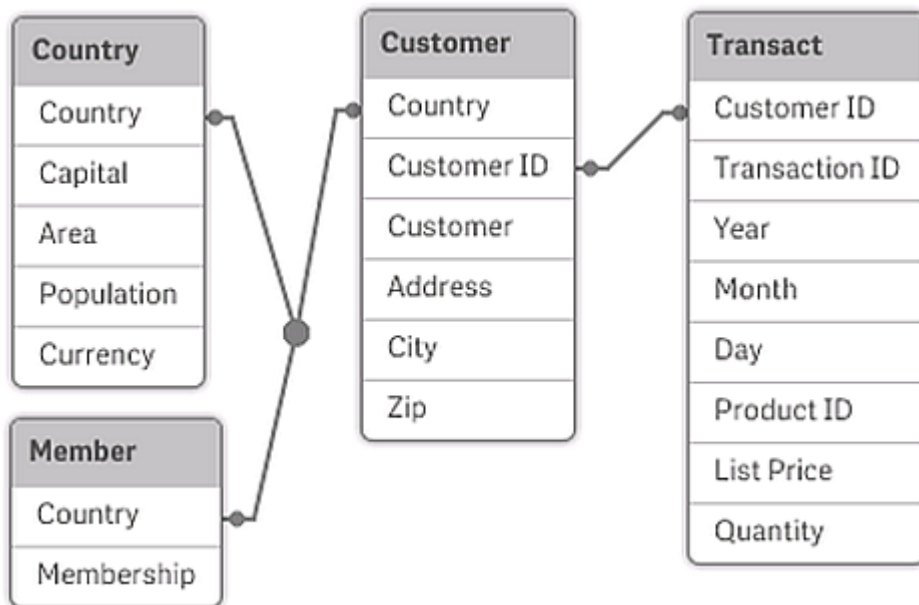 Country
Country
Capital
Area
Population
Currency
Member
Country
Membership
Customer
Country
Customer ID
Customer
Address
City
Zip
Transact
Customer ID
Transaction ID
Year
Month
Day
Product ID
List Price
Quantity